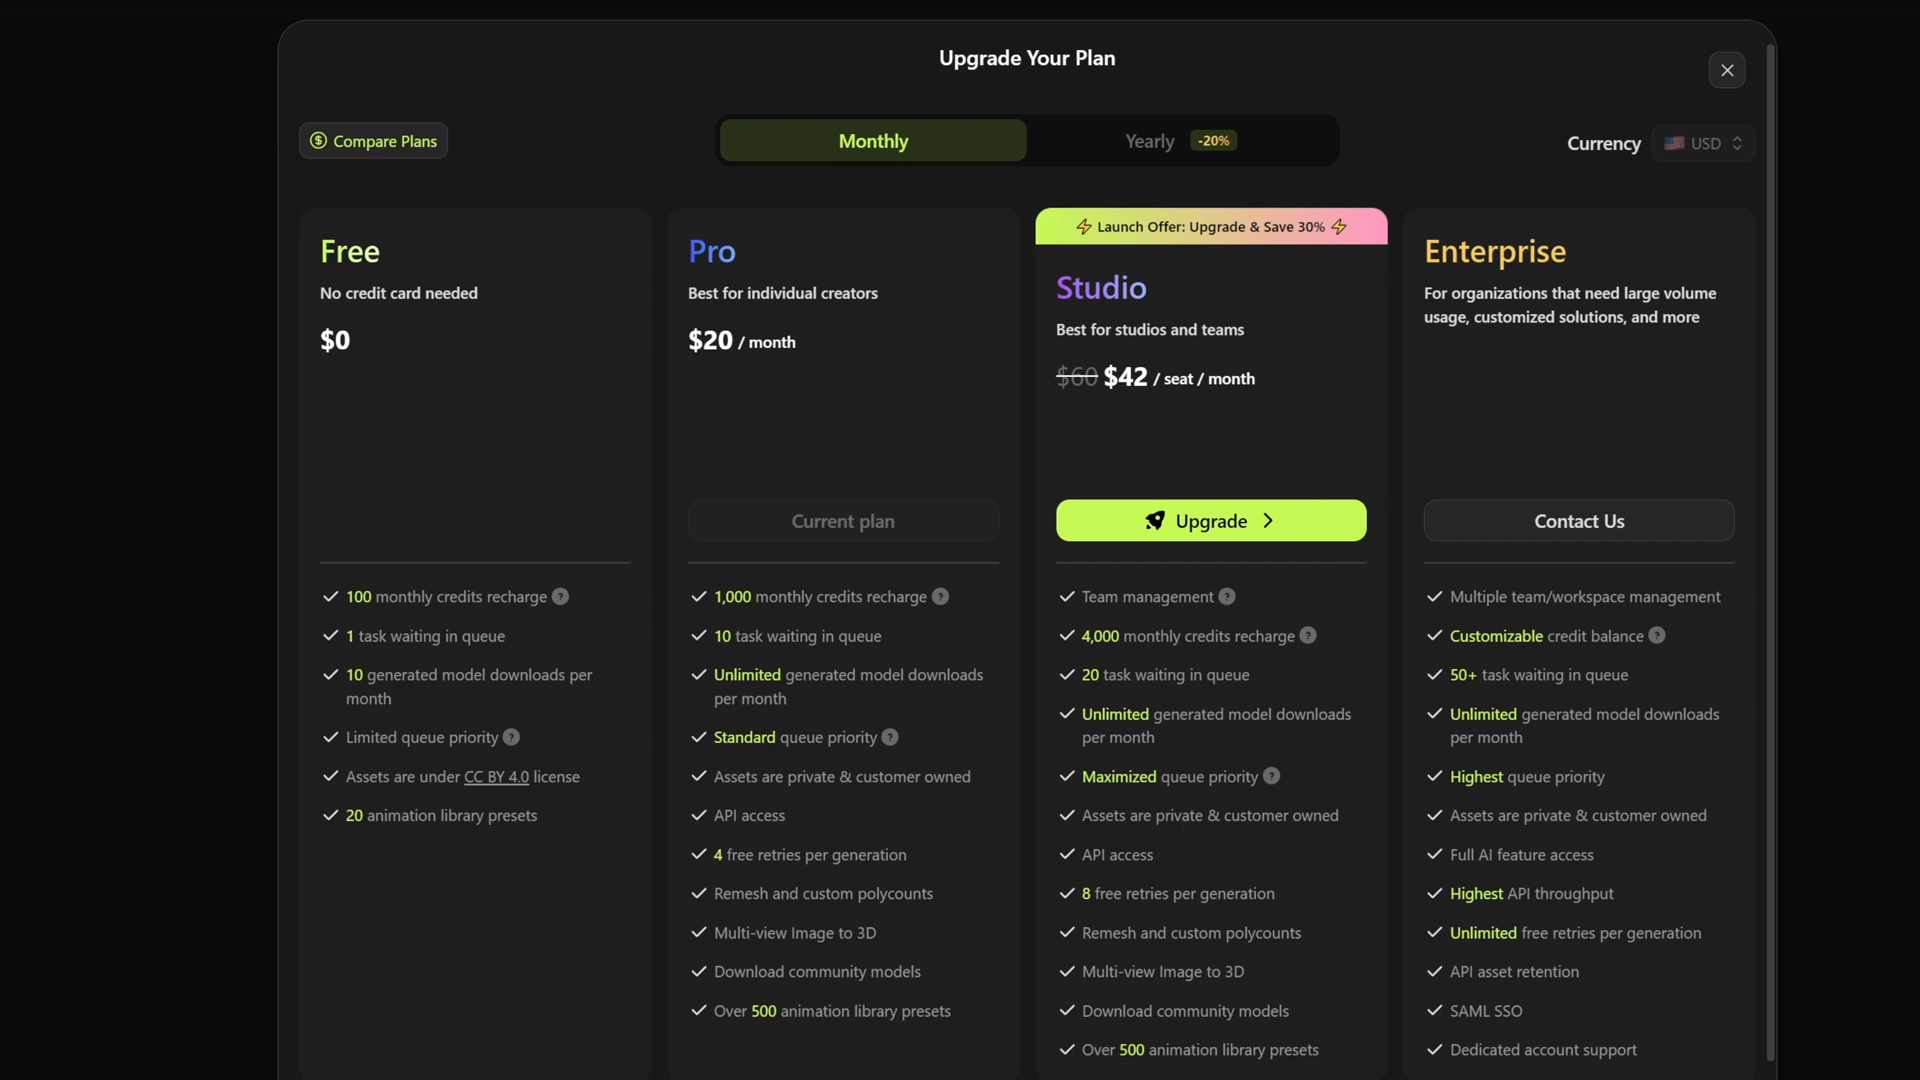 Upgrade Your Plan
Compare Plans
Monthly
Yearly -20%
Currency USD
Free
No credit card needed
$0
100 monthly credits recharge ?
1 task waiting in queue
10 generated model downloads per
month
Limited queue priority ?
Assets are under CC BY 4.0 license
20 animation library presets
Pro
Best for individual creators
$20 / month
Current plan
1,000 monthly credits recharge ?
10 task waiting in queue
Unlimited generated model downloads
per month
Standard queue priority ?
Assets are private & customer owned
API access
4 free retries per generation
Remesh and custom polycounts
Multi-view Image to 3D
Download community models
Over 500 animation library presets
Launch Offer: Upgrade & Save 30%
Studio
Best for studios and teams
$60 $42 / seat / month
Upgrade
Team management ?
4,000 monthly credits recharge ?
20 task waiting in queue
Unlimited generated model downloads
per month
Maximized queue priority ?
Assets are private & customer owned
API access
8 free retries per generation
Remesh and custom polycounts
Multi-view Image to 3D
Download community models
Over 500 animation library presets
Enterprise
For organizations that need large volume
usage, customized solutions, and more
Contact Us
Multiple team/workspace management
Customizable credit balance ?
50+ task waiting in queue
Unlimited generated model downloads
per month
Highest queue priority
Assets are private & customer owned
Full AI feature access
Highest API throughput
Unlimited free retries per generation
API asset retention
SAML SSO
Dedicated account support